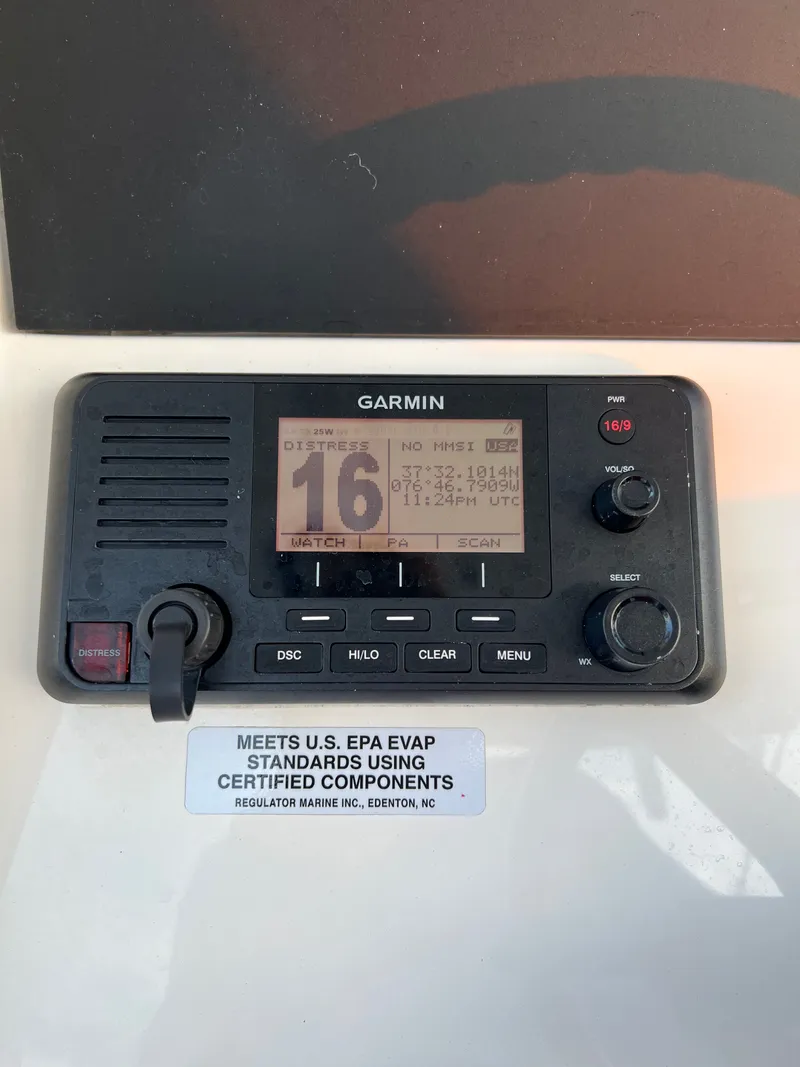 GARMIN
PWR
16/9
25W
DISTRESS NO MMSI USA
16
37°32.1014N
076°46.7909W
11:24PM UTC
VOL/SQ
WATCH PA SCAN
SELECT
DISTRESS
DSC HI/LO CLEAR MENU
WX
MEETS U.S. EPA EVAP
STANDARDS USING
CERTIFIED COMPONENTS
REGULATOR MARINE INC., EDENTON, NC